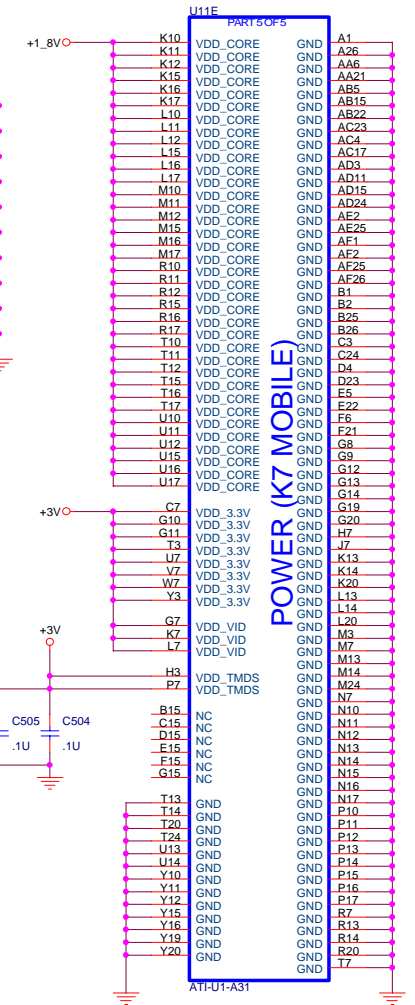 U11E
PART 5 OF 5
+1_8V
K10 VDD_CORE
K11 VDD_CORE
K12 VDD_CORE
K15 VDD_CORE
K16 VDD_CORE
K17 VDD_CORE
L10 VDD_CORE
L11 VDD_CORE
L12 VDD_CORE
L15 VDD_CORE
L16 VDD_CORE
L17 VDD_CORE
M10 VDD_CORE
M11 VDD_CORE
M12 VDD_CORE
M15 VDD_CORE
M16 VDD_CORE
M17 VDD_CORE
R10 VDD_CORE
R11 VDD_CORE
R12 VDD_CORE
R15 VDD_CORE
R16 VDD_CORE
R17 VDD_CORE
T10 VDD_CORE
T11 VDD_CORE
T12 VDD_CORE
T15 VDD_CORE
T16 VDD_CORE
T17 VDD_CORE
U10 VDD_CORE
U11 VDD_CORE
U12 VDD_CORE
U15 VDD_CORE
U16 VDD_CORE
U17 VDD_CORE
+3V
C7 VDD_3.3V
G10 VDD_3.3V
G11 VDD_3.3V
T3 VDD_3.3V
U7 VDD_3.3V
V7 VDD_3.3V
W7 VDD_3.3V
Y3 VDD_3.3V
G7 VDD_VID
K7 VDD_VID
L7 VDD_VID
+3V
H3 VDD_TMDS
P7 VDD_TMDS
C505
.1U
C504
.1U
B15 NC
C15 NC
D15 NC
E15 NC
F15 NC
G15 NC
T13 GND
T14 GND
T20 GND
T24 GND
U13 GND
U14 GND
Y10 GND
Y11 GND
Y12 GND
Y15 GND
Y16 GND
Y19 GND
Y20 GND
POWER (K7 MOBILE)
GND A1
GND A26
GND AA6
GND AA21
GND AB5
GND AB15
GND AB22
GND AC23
GND AC4
GND AC17
GND AD3
GND AD11
GND AD15
GND AD24
GND AE2
GND AE25
GND AF1
GND AF2
GND AF25
GND AF26
GND B1
GND B2
GND B25
GND B26
GND C3
GND C24
GND D4
GND D23
GND E5
GND E22
GND F6
GND F21
GND G8
GND G9
GND G12
GND G13
GND G14
GND G19
GND G20
GND H7
GND J7
GND K13
GND K14
GND K20
GND L13
GND L14
GND L20
GND M3
GND M7
GND M13
GND M14
GND M24
GND N7
GND N10
GND N11
GND N12
GND N13
GND N14
GND N15
GND N16
GND N17
GND P10
GND P11
GND P12
GND P13
GND P14
GND P15
GND P16
GND P17
GND R7
GND R13
GND R14
GND R20
GND T7
ATI-U1-A31